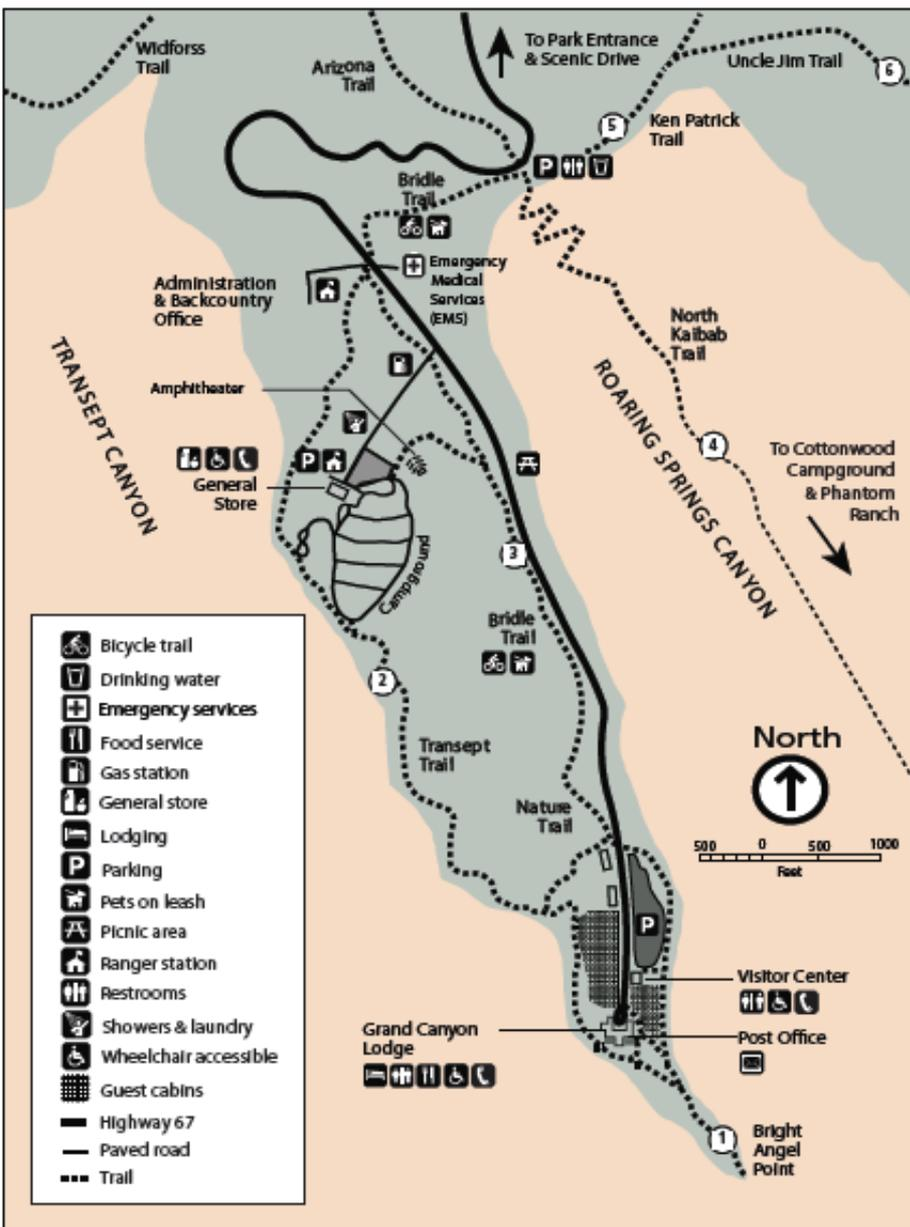 Widforss
Trail
Arizona
Trail
To Park Entrance
& Scenic Drive
Uncle Jim Trail
6
5
Ken Patrick
Trail
P
Bridle
Trail
Emergency
Medical
Services
(EMS)
Administration
& Backcountry
Office
North
Kaibab
Trail
TRANSEPT CANYON
ROARING SPRINGS CANYON
Amphitheater
4
To Cottonwood
Campground
& Phantom
Ranch
P
General
Store
Campground
3
Bridle
Trail
2
Transept
Trail
Nature
Trail
North
500 0 500 1000
Feet
P
Visitor Center
Grand Canyon
Lodge
Post Office
1
Bright
Angel
Point
Bicycle trail
Drinking water
Emergency services
Food service
Gas station
General store
Lodging
P Parking
Pets on leash
Picnic area
Ranger station
Restrooms
Showers & laundry
Wheelchair accessible
Guest cabins
Highway 67
Paved road
Trail